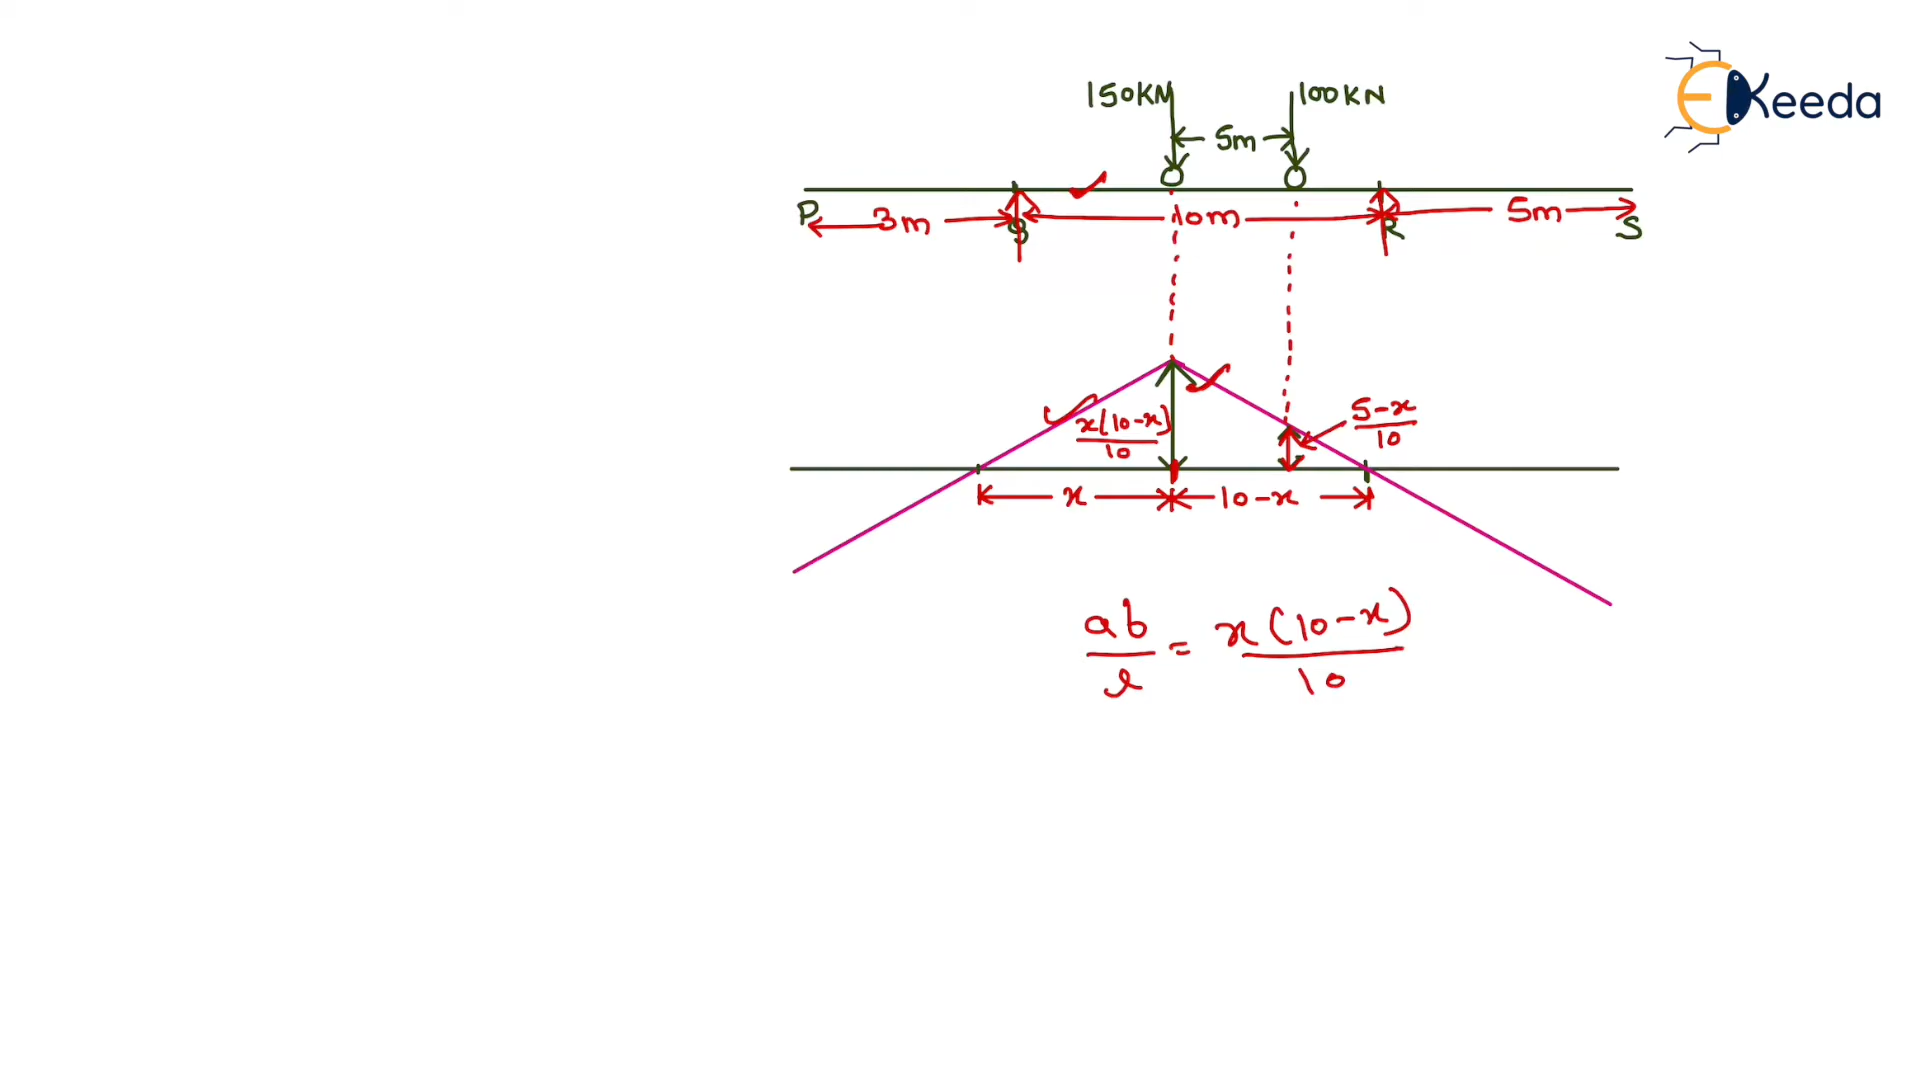 EKeeda
150KN 100KN
5m
P 3m Q 10m R 5m S
x(10-x)/10
5-x/10
x 10-x
ab/l = x(10-x)/10